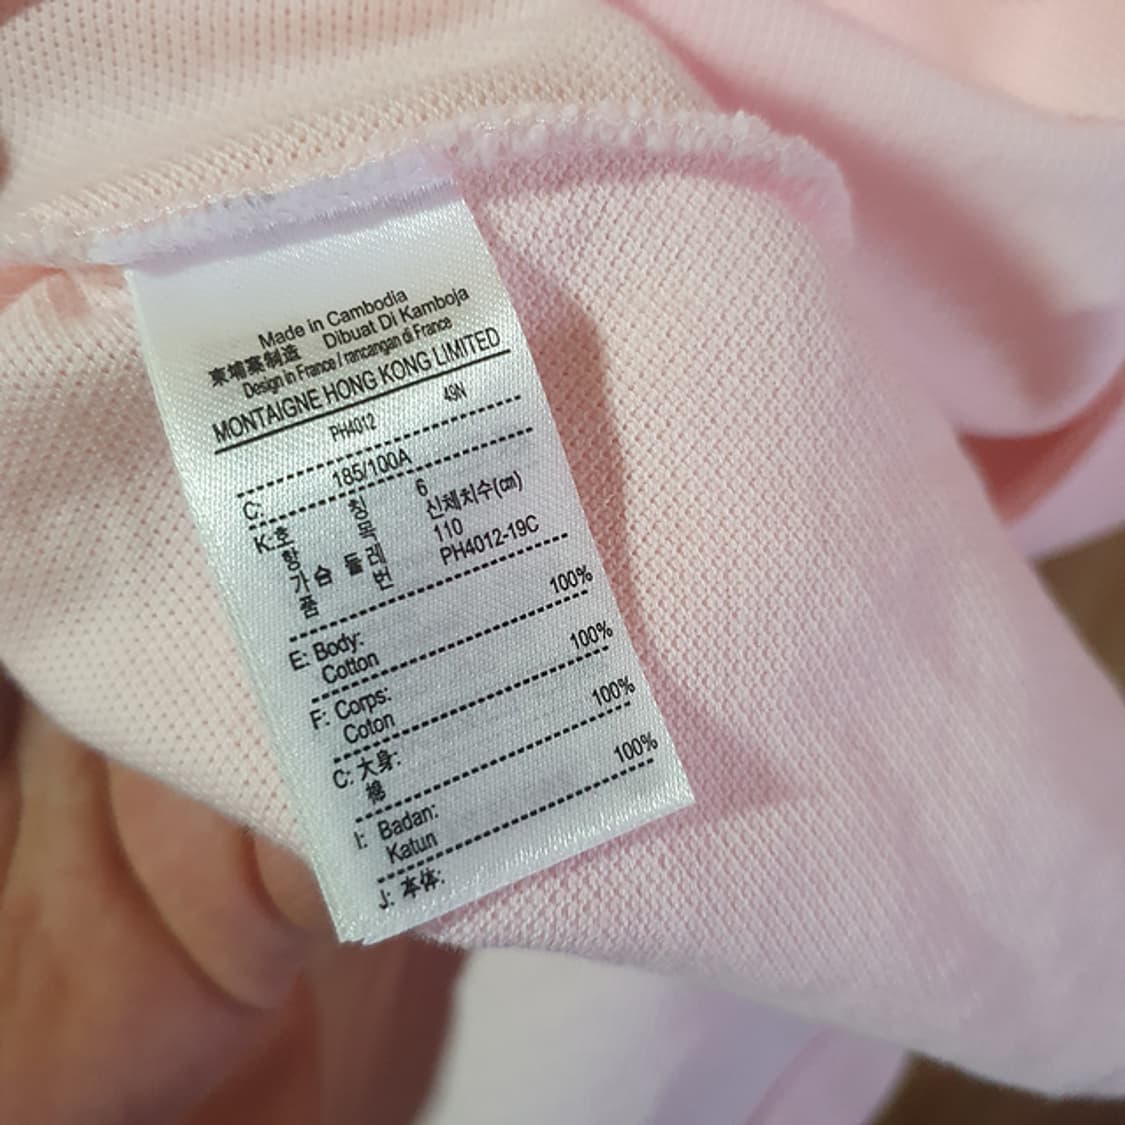 Made in Cambodia
柬埔寨制造 Dibuat Di Kamboja
Design in France / rancangan di France
MONTAIGNE HONG KONG LIMITED
PH4012 49N
C: 185/100A
K: 호칭 6
항목 신체치수(㎝)
가슴둘레 110
품번 PH4012-19C
E: Body: 100%
Cotton
F: Corps: 100%
Coton
C: 大身: 100%
棉
I: Badan: 100%
Katun
J: 本体: